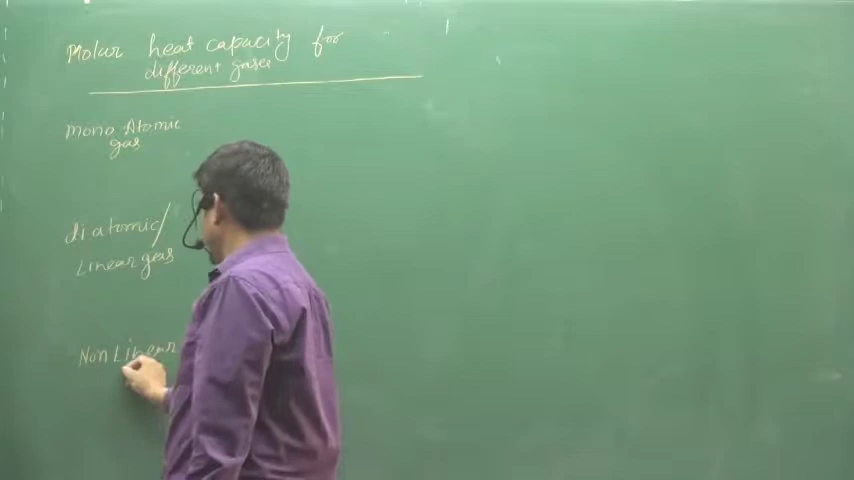 Molar heat capacity for
different gases
Mono Atomic
gas
diatomic/
Linear gas
Non Linear